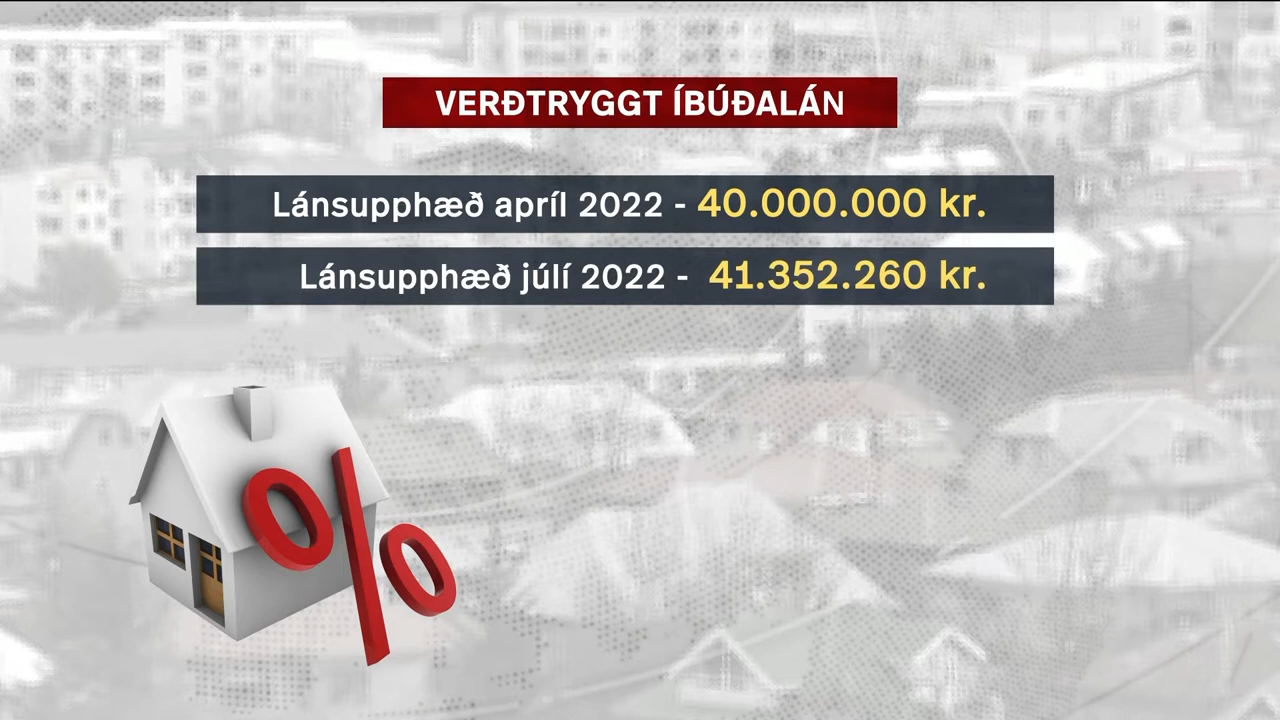 VERÐTRYGGT ÍBÚÐALÁN
Lánsupphæð apríl 2022 - 40.000.000 kr.
Lánsupphæð júlí 2022 - 41.352.260 kr.
%